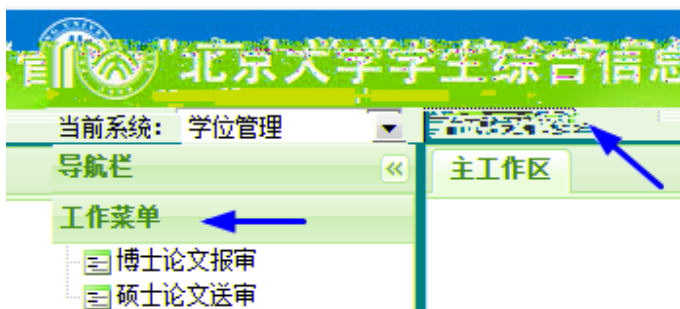 北京大学学生综合信息
当前系统： 学位管理
导航栏
主工作区
工作菜单
博士论文报审
硕士论文送审